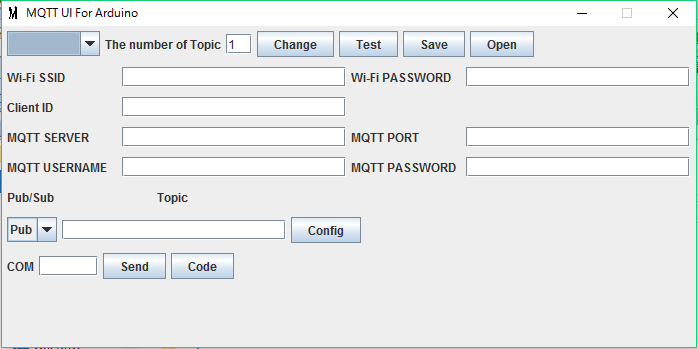 MQTT UI For Arduino
The number of Topic 1 Change Test Save Open
Wi-Fi SSID Wi-Fi PASSWORD
Client ID
MQTT SERVER MQTT PORT
MQTT USERNAME MQTT PASSWORD
Pub/Sub Topic
Pub Config
COM Send Code